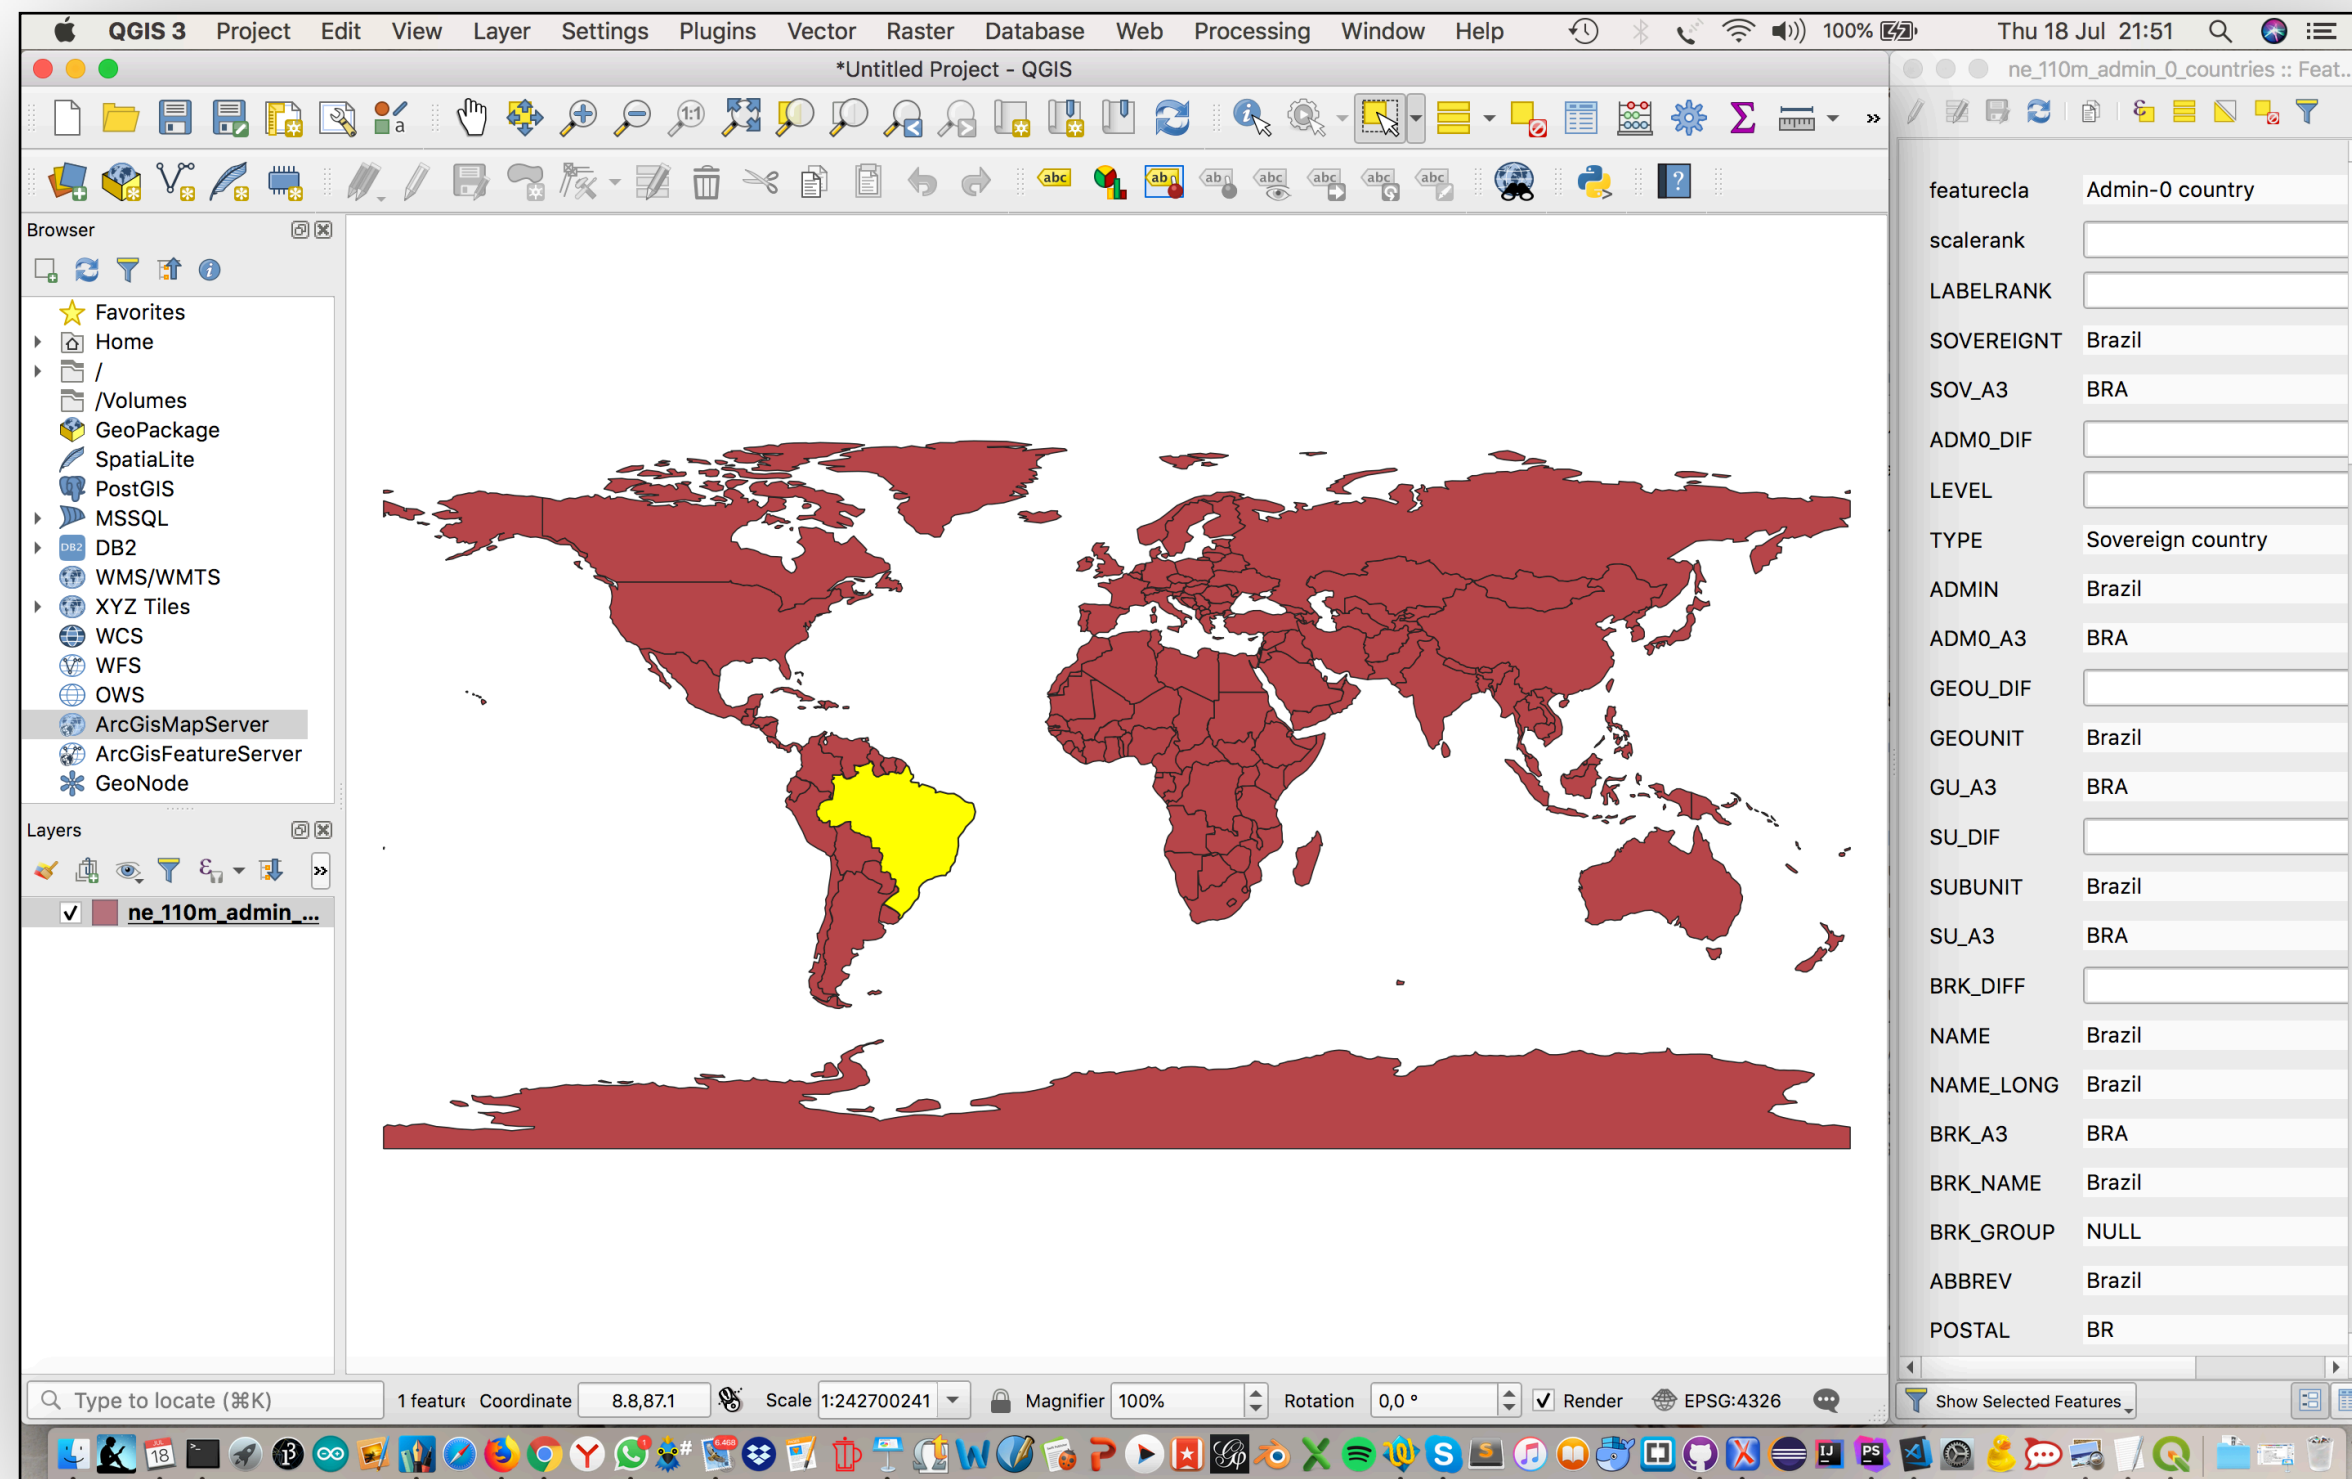 QGIS 3 Project Edit View Layer Settings Plugins Vector Raster Database Web Processing Window Help 100% Thu 18 Jul 21:51
*Untitled Project - QGIS
ne_110m_admin_0_countries :: Feat...
Browser
Favorites
Home
/
/Volumes
GeoPackage
SpatiaLite
PostGIS
MSSQL
DB2
WMS/WMTS
XYZ Tiles
WCS
WFS
OWS
ArcGisMapServer
ArcGisFeatureServer
GeoNode
Layers
ne_110m_admin_...
featurecla Admin-0 country
scalerank
LABELRANK
SOVEREIGNT Brazil
SOV_A3 BRA
ADM0_DIF
LEVEL
TYPE Sovereign country
ADMIN Brazil
ADM0_A3 BRA
GEOU_DIF
GEOUNIT Brazil
GU_A3 BRA
SU_DIF
SUBUNIT Brazil
SU_A3 BRA
BRK_DIFF
NAME Brazil
NAME_LONG Brazil
BRK_A3 BRA
BRK_NAME Brazil
BRK_GROUP NULL
ABBREV Brazil
POSTAL BR
Type to locate (⌘K) 1 feature Coordinate 8.8,87.1 Scale 1:242700241 Magnifier 100% Rotation 0,0 ° Render EPSG:4326
Show Selected Features